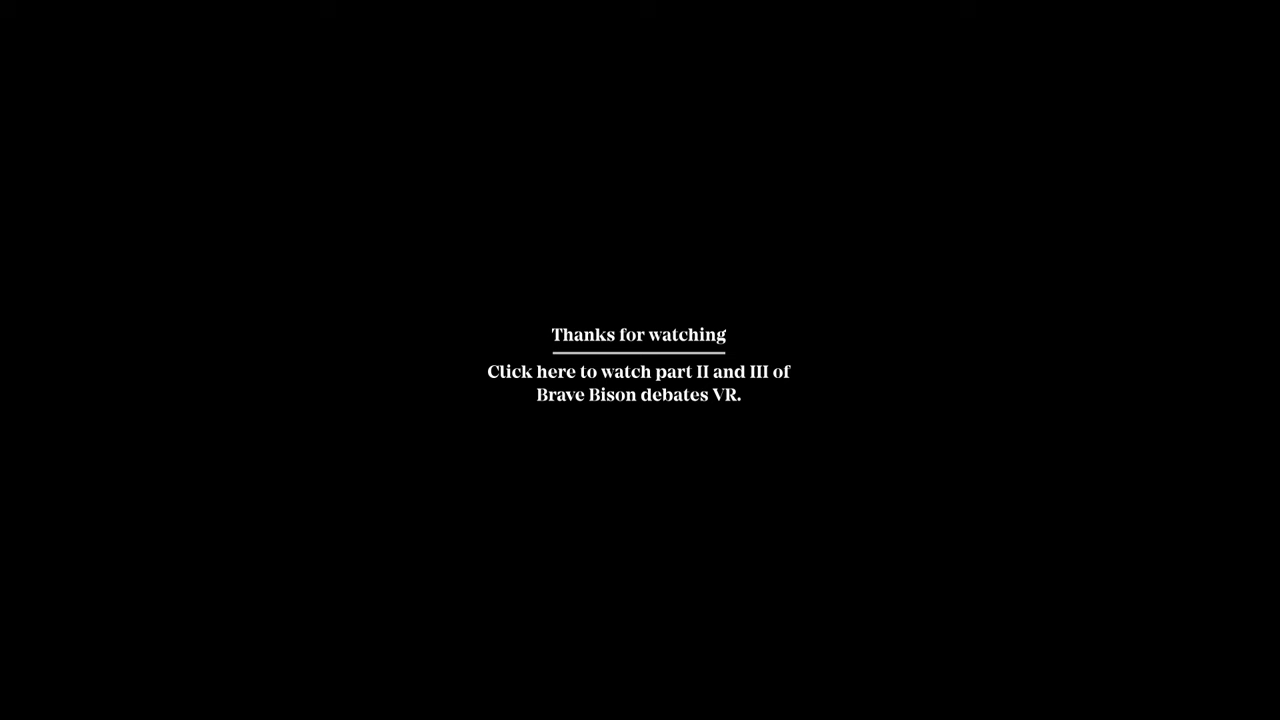 Thanks for watching
Click here to watch part II and III of
Brave Bison debates VR.